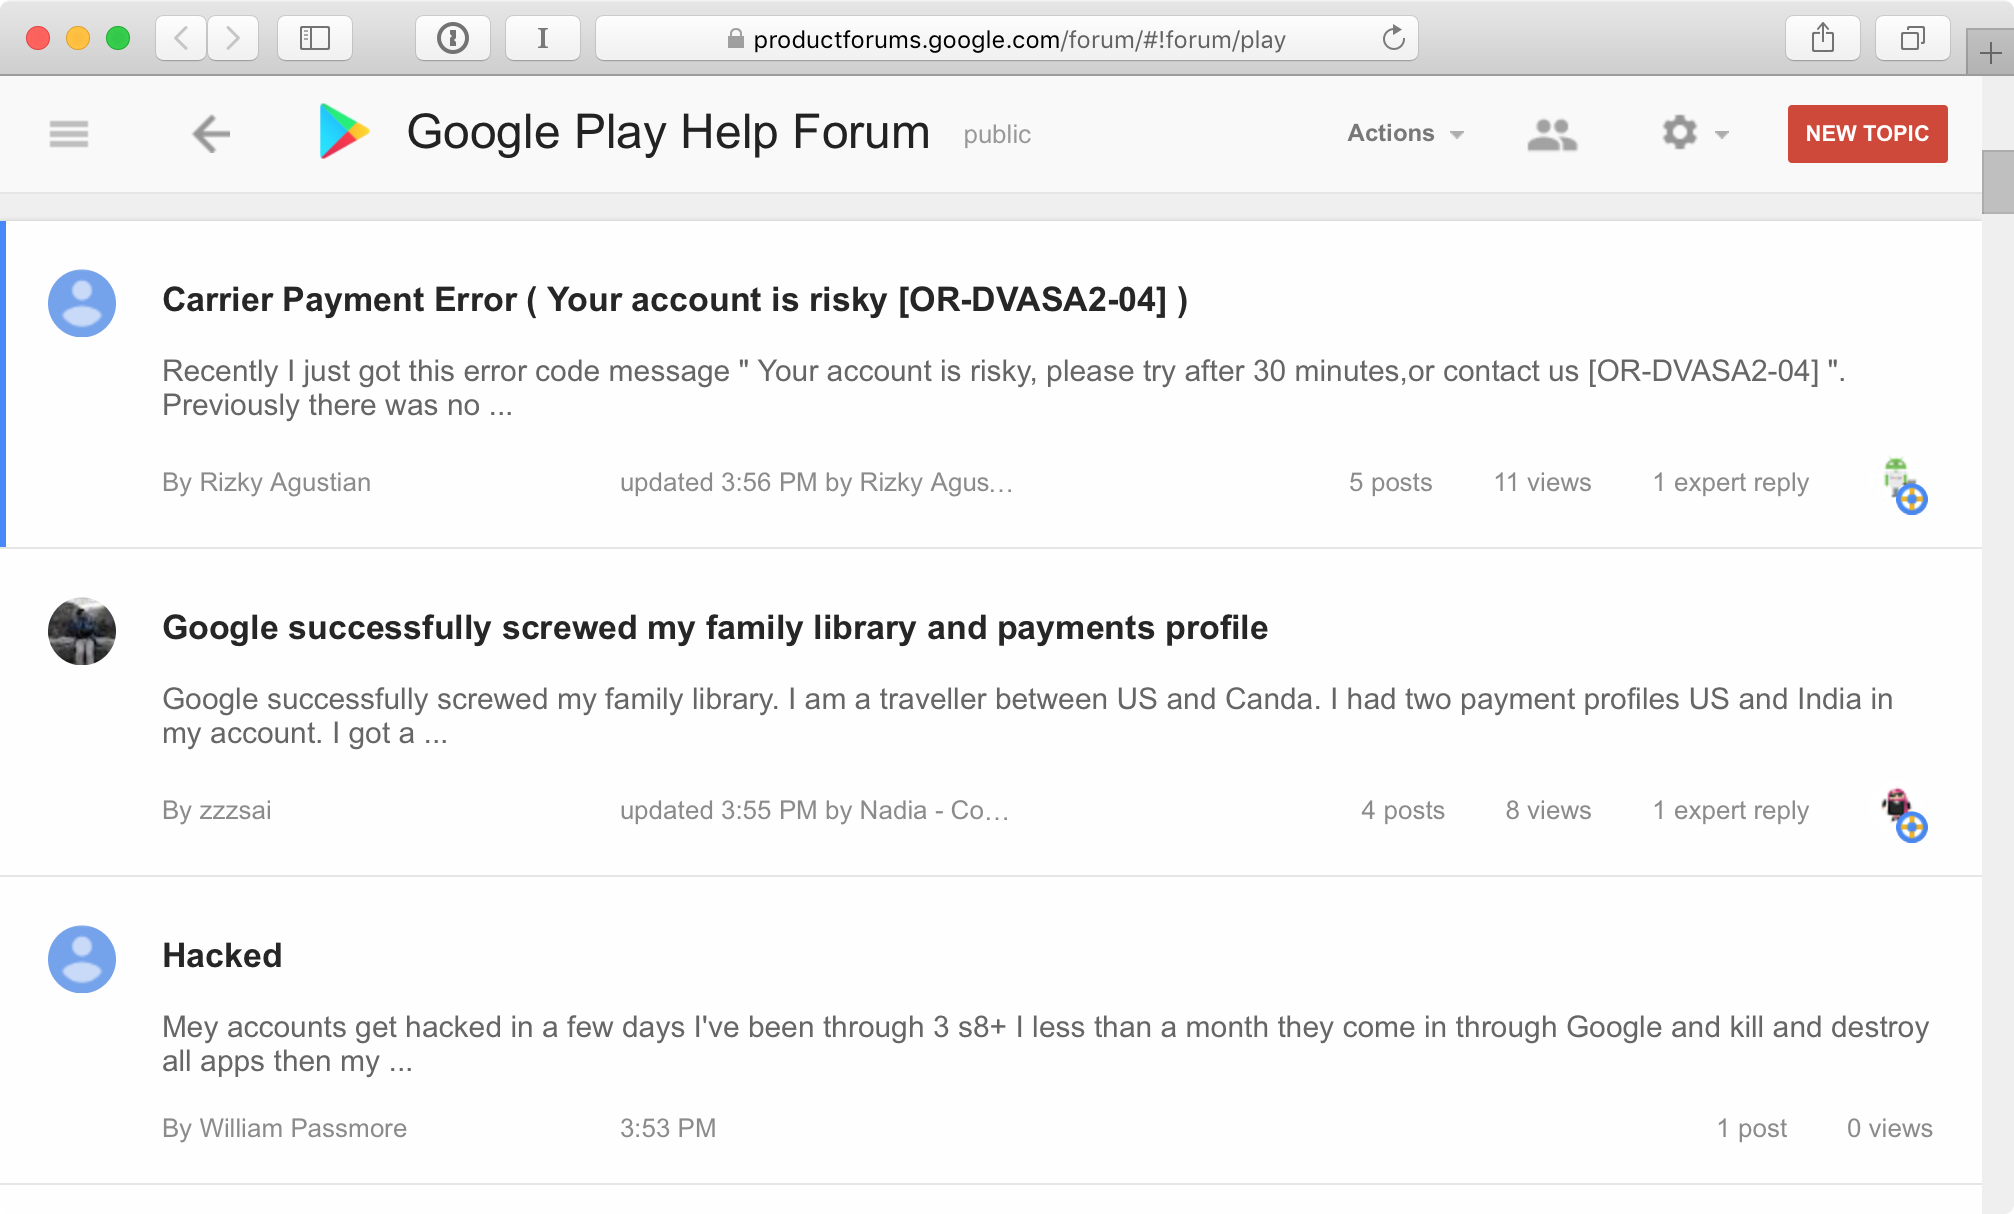 productforums.google.com/forum/#!forum/play
Google Play Help Forum public Actions NEW TOPIC
Carrier Payment Error ( Your account is risky [OR-DVASA2-04] )
Recently I just got this error code message " Your account is risky, please try after 30 minutes,or contact us [OR-DVASA2-04] ".
Previously there was no ...
By Rizky Agustian updated 3:56 PM by Rizky Agus... 5 posts 11 views 1 expert reply
Google successfully screwed my family library and payments profile
Google successfully screwed my family library. I am a traveller between US and Canda. I had two payment profiles US and India in
my account. I got a ...
By zzzsai updated 3:55 PM by Nadia - Co... 4 posts 8 views 1 expert reply
Hacked
Mey accounts get hacked in a few days I've been through 3 s8+ I less than a month they come in through Google and kill and destroy
all apps then my ...
By William Passmore 3:53 PM 1 post 0 views